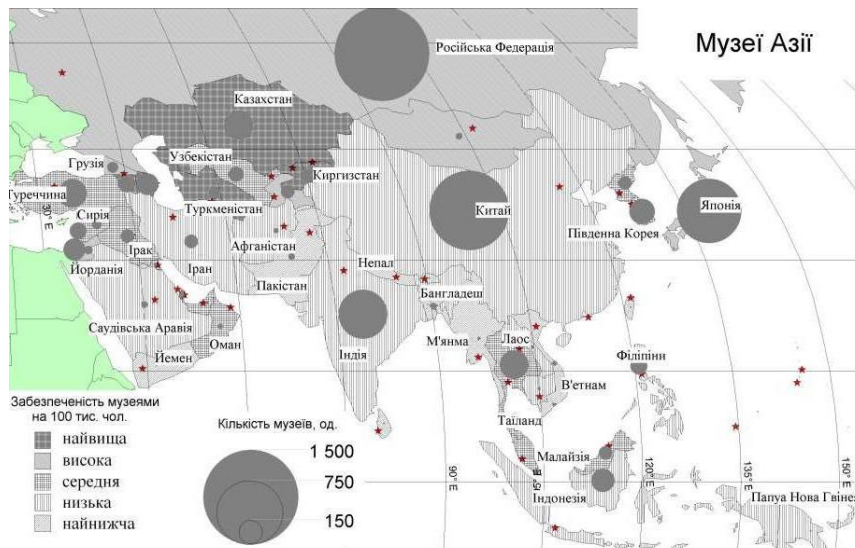 Музеї Азії
Російська Федерація
Казахстан
Узбекістан
Грузія
Киргизстан
Туреччина
Туркменістан
Китай
Японія
Сирія
Південна Корея
Афганістан
Ірак
Іран
Йорданія
Непал
Пакістан
Бангладеш
Саудівська Аравія
Оман
Індія
М'янма
Лаос
Йемен
Філіпіни
В'єтнам
Таїланд
Малайзія
Індонезія
Папуа Нова Гвінея
30° E
90° E
120° E
135° E
150° E
Забезпеченість музеями
на 100 тис. чол.
найвища
висока
середня
низька
найнижча
Кількість музеїв, од.
1 500
750
150